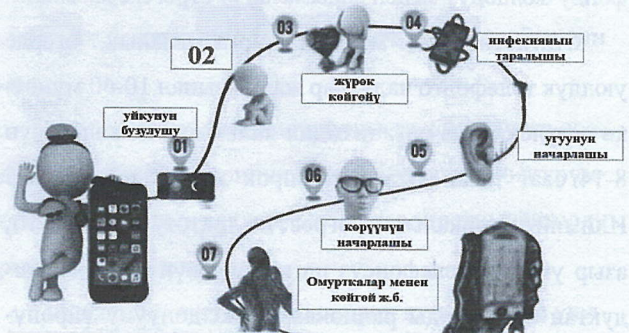 01
уйкунун
бузулушу
02
03
жүрөк
көйгөйү
04
инфекиянын
таралышы
05
угуунун
начарлашы
06
көрүүнүн
начарлашы
07
Омурткалар менен
көйгөй ж.б.